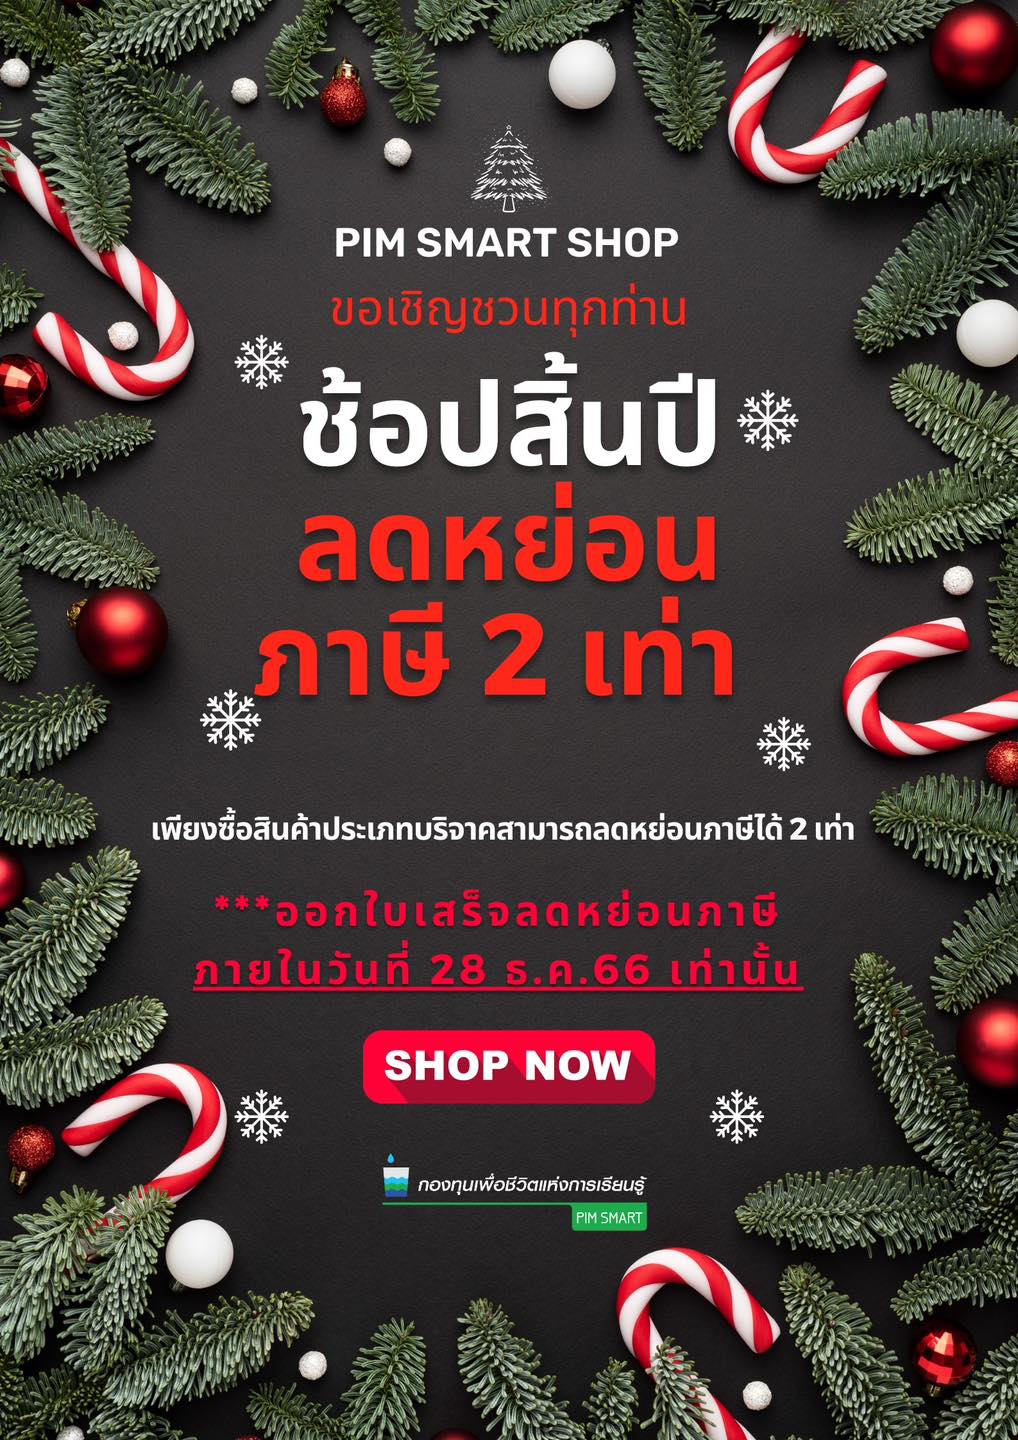 PIM SMART SHOP
ขอเชิญชวนทุกท่าน
ช้อปสิ้นปี
ลดหย่อน
ภาษี 2 เท่า
เพียงซื้อสินค้าประเภทบริจาคสามารถลดหย่อนภาษีได้ 2 เท่า
***ออกใบเสร็จลดหย่อนภาษี
ภายในวันที่ 28 ธ.ค.66 เท่านั้น
SHOP NOW
กองทุนเพื่อชีวิตแห่งการเรียนรู้
PIM SMART